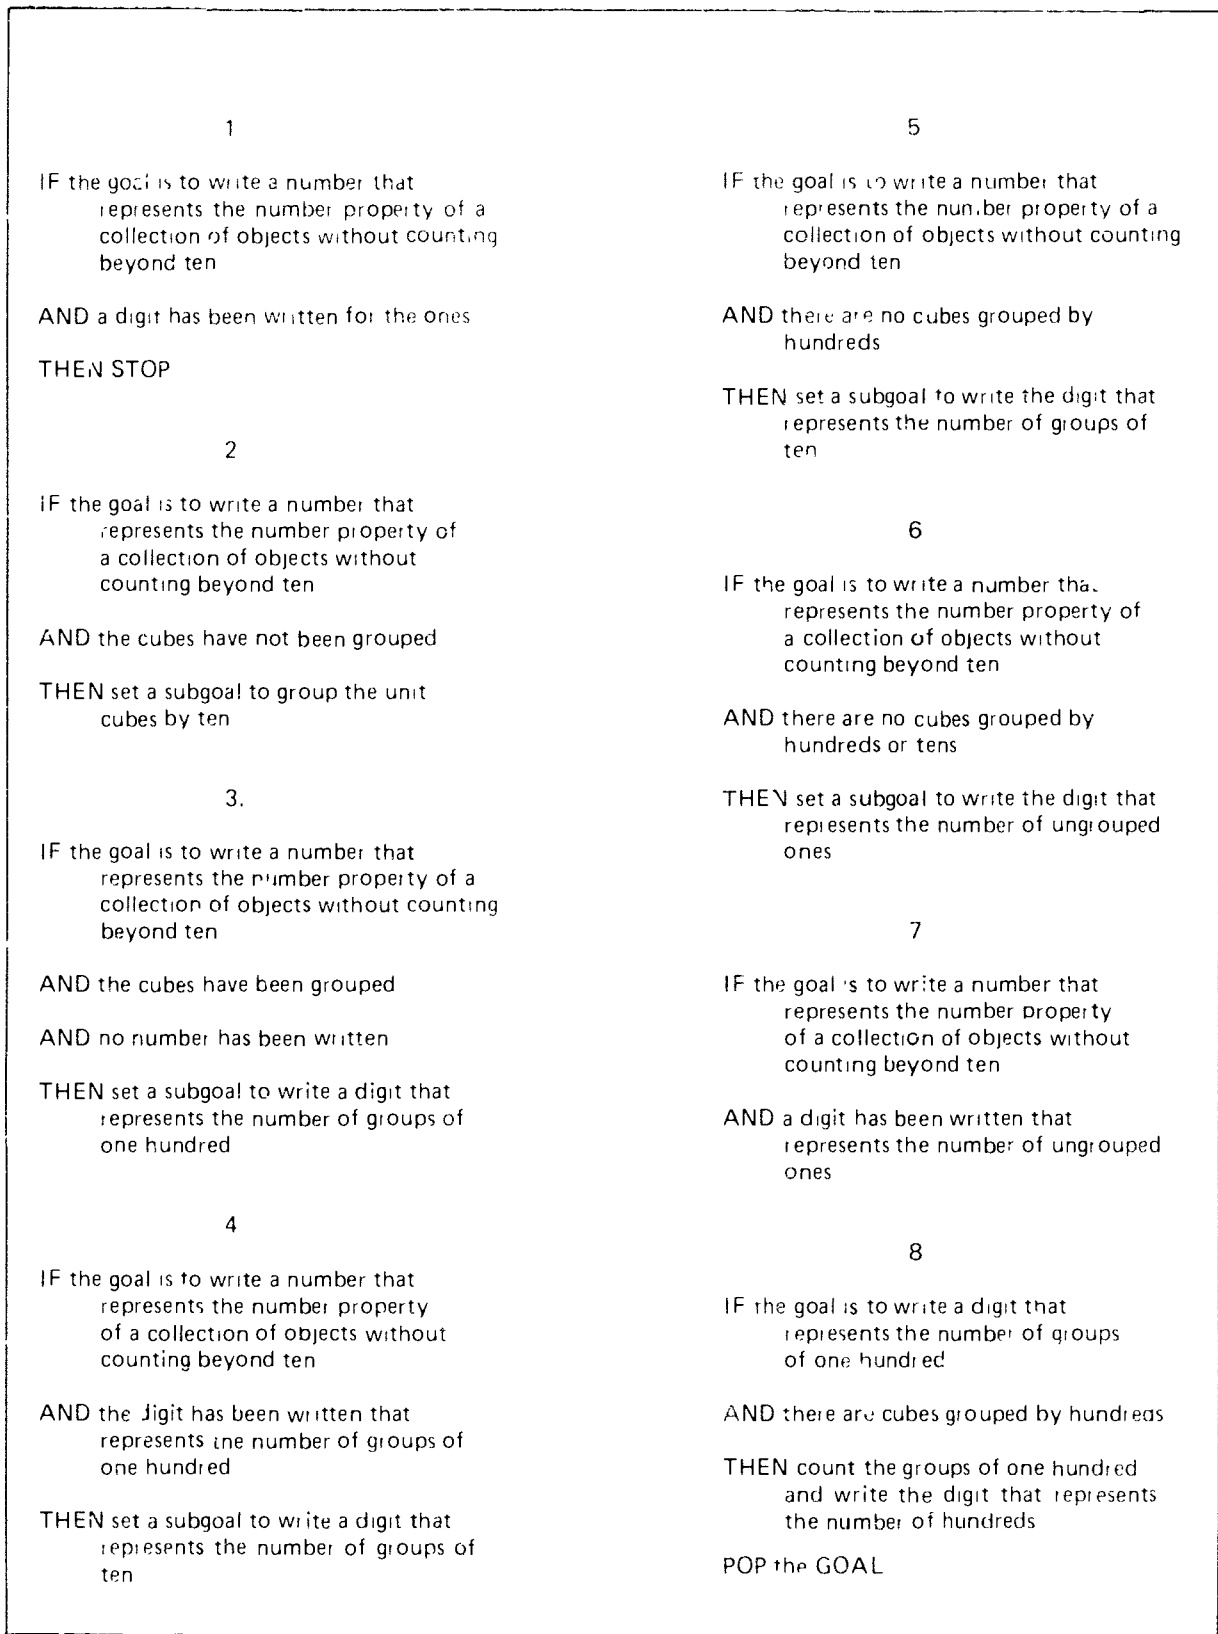 1
IF the goal is to write a number that
represents the number property of a
collection of objects without counting
beyond ten
AND a digit has been written for the ones
THEN STOP
2
IF the goal is to write a number that
represents the number property of
a collection of objects without
counting beyond ten
AND the cubes have not been grouped
THEN set a subgoal to group the unit
cubes by ten
3.
IF the goal is to write a number that
represents the number property of a
collection of objects without counting
beyond ten
AND the cubes have been grouped
AND no number has been written
THEN set a subgoal to write a digit that
represents the number of groups of
one hundred
4
IF the goal is to write a number that
represents the number property
of a collection of objects without
counting beyond ten
AND the digit has been written that
represents the number of groups of
one hundred
THEN set a subgoal to write a digit that
represents the number of groups of
ten
5
IF the goal is to write a number that
represents the number property of a
collection of objects without counting
beyond ten
AND there are no cubes grouped by
hundreds
THEN set a subgoal to write the digit that
represents the number of groups of
ten
6
IF the goal is to write a number that
represents the number property of
a collection of objects without
counting beyond ten
AND there are no cubes grouped by
hundreds or tens
THEN set a subgoal to write the digit that
represents the number of ungrouped
ones
7
IF the goal is to write a number that
represents the number property
of a collection of objects without
counting beyond ten
AND a digit has been written that
represents the number of ungrouped
ones
8
IF the goal is to write a digit that
represents the number of groups
of one hundred
AND there are cubes grouped by hundreds
THEN count the groups of one hundred
and write the digit that represents
the number of hundreds
POP the GOAL